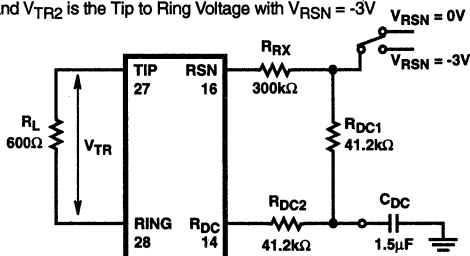 nd VTR2 is the Tip to Ring Voltage with VRSN = -3V
VRSN = 0V
VRSN = -3V
RRX
300kΩ
TIP
27
RSN
16
RL
600Ω
VTR
RDC1
41.2kΩ
RING
28
RDC
14
RDC2
41.2kΩ
CDC
1.5µF